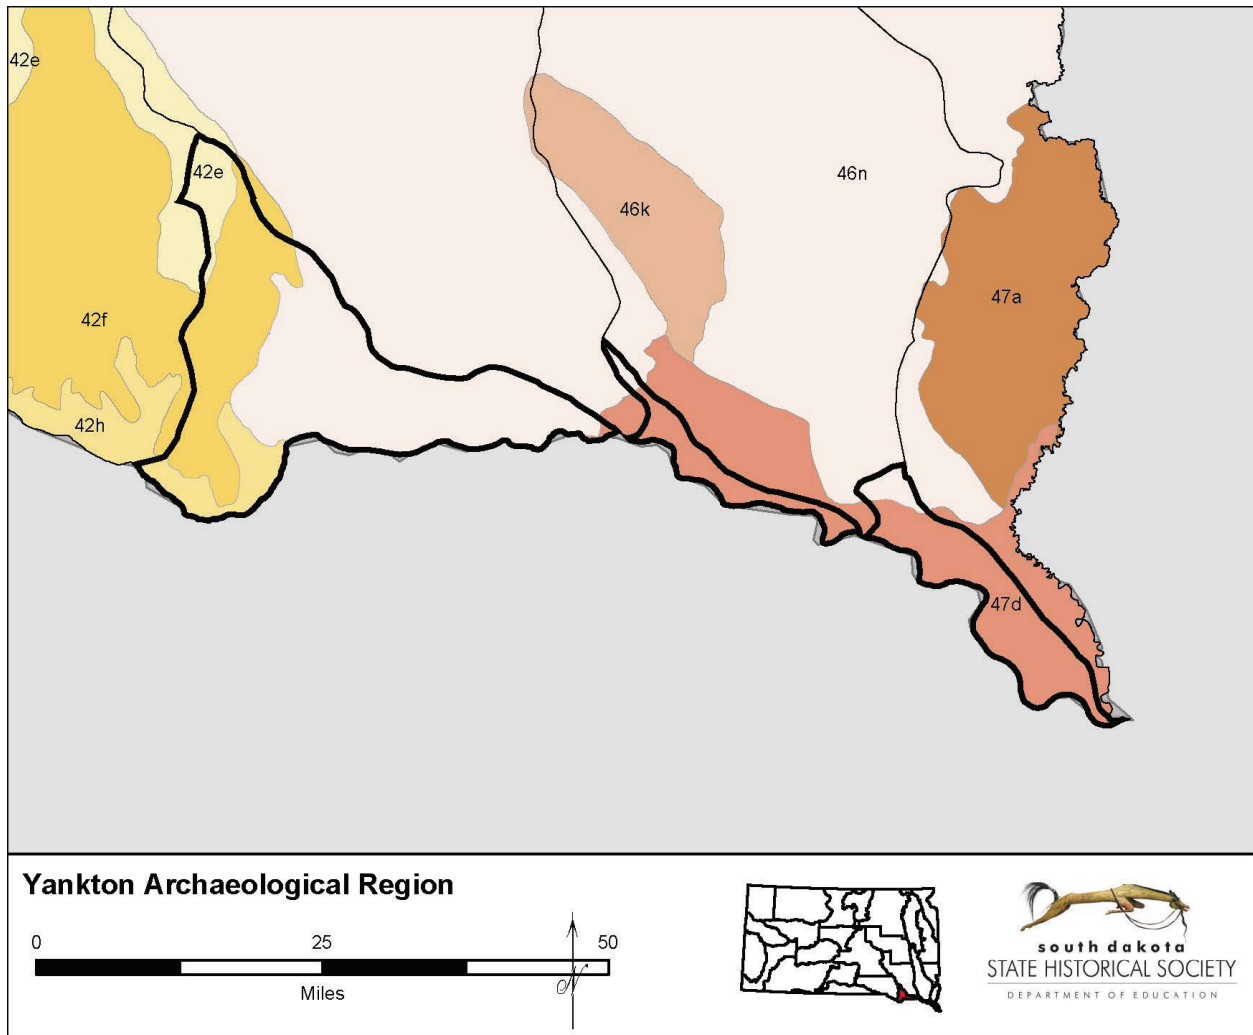 42e
42e
46n
46k
47a
42f
42h
47d
Yankton Archaeological Region
0 25 50
Miles
N
south dakota
STATE HISTORICAL SOCIETY
DEPARTMENT OF EDUCATION